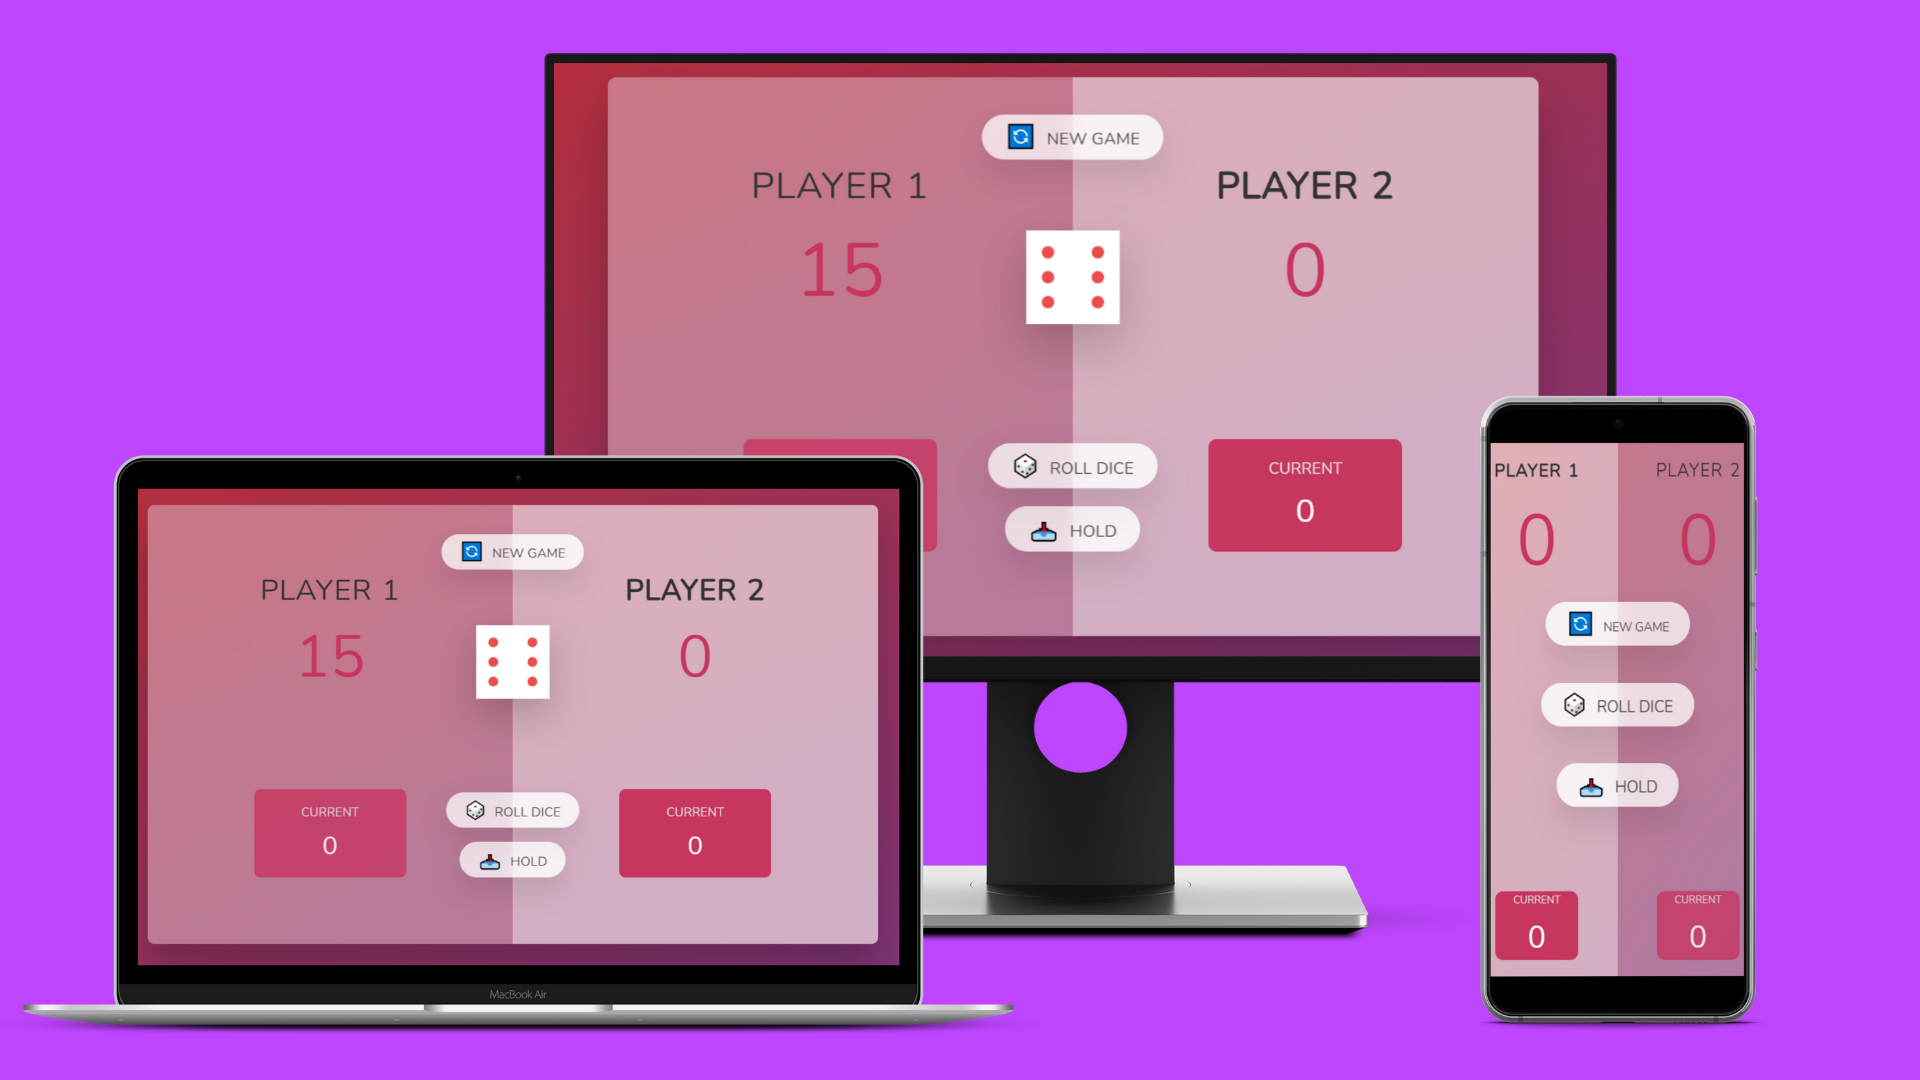 NEW GAME
PLAYER 1
PLAYER 2
15
0
ROLL DICE
HOLD
CURRENT
0
NEW GAME
PLAYER 1
PLAYER 2
15
0
CURRENT
0
ROLL DICE
HOLD
CURRENT
0
MacBook Air
PLAYER 1
PLAYER 2
0
0
NEW GAME
ROLL DICE
HOLD
CURRENT
0
CURRENT
0